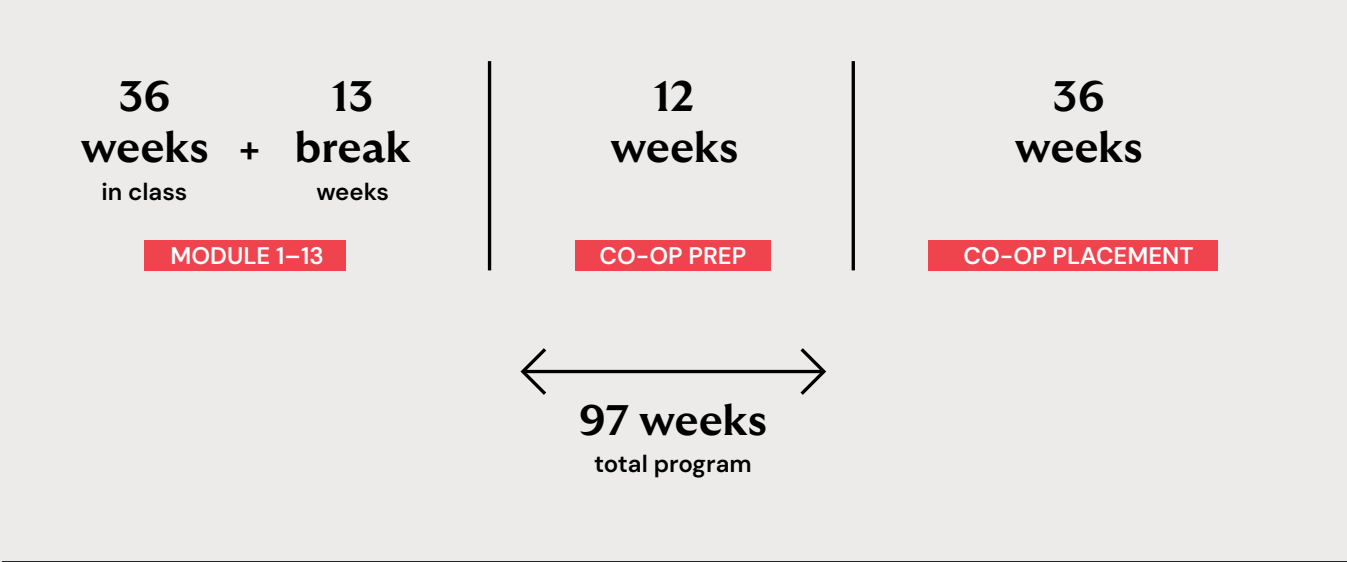 36
weeks
in class
+
13
break
weeks
MODULE 1–13
12
weeks
CO-OP PREP
36
weeks
CO-OP PLACEMENT
97 weeks
total program